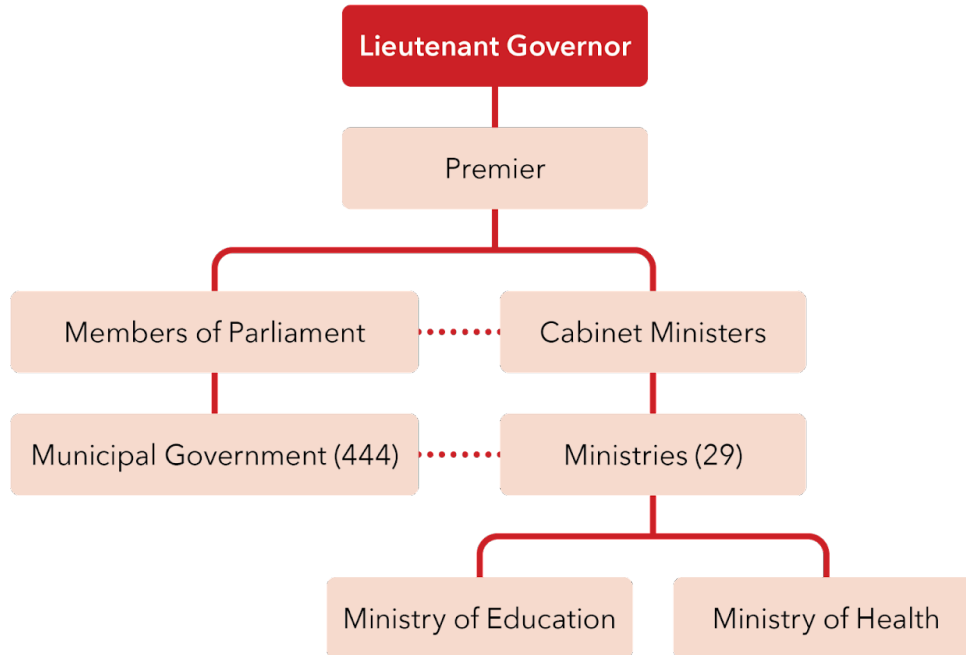 Lieutenant Governor
Premier
Members of Parliament
Cabinet Ministers
Municipal Government (444)
Ministries (29)
Ministry of Education
Ministry of Health